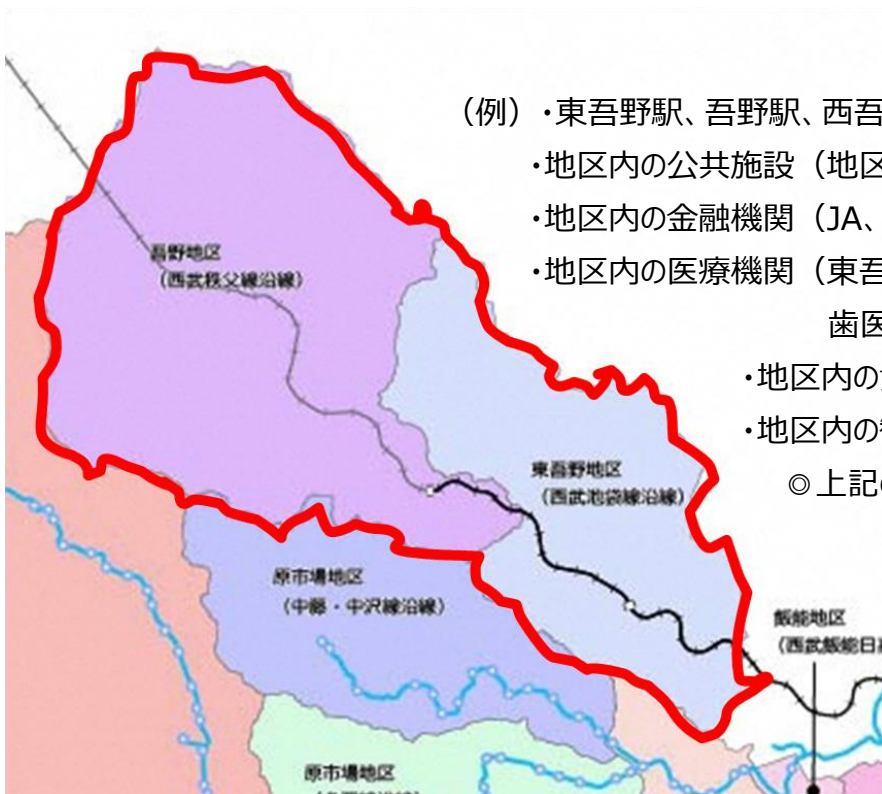 （例）・東吾野駅、吾野駅、西吾
・地区内の公共施設（地区
・地区内の金融機関（JA、
・地区内の医療機関（東吾
歯医
・地区内の
・地区内の
◎上記
吾野地区
（西武秩父線沿線）
東吾野地区
（西武池袋線沿線）
原市場地区
（中藤・中沢線沿線）
飯能地区
（西武飯能日高
原市場地区